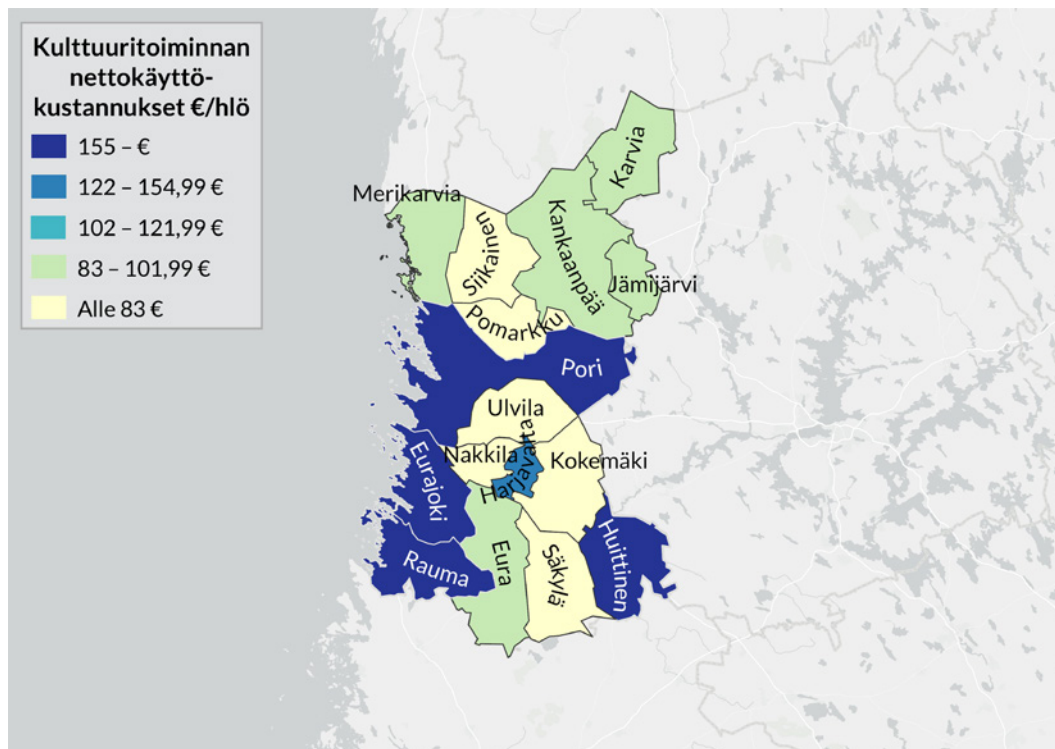 Kulttuuritoiminnan
nettokäyttö-
kustannukset €/hlö
155 – €
122 – 154,99 €
102 – 121,99 €
83 – 101,99 €
Alle 83 €
Karvia
Merikarvia
Siikainen
Kankaanpää
Jämijärvi
Pomarkku
Pori
Ulvila
Nakkila
Harjavalta
Kokemäki
Eurajoki
Rauma
Eura
Säkylä
Huittinen